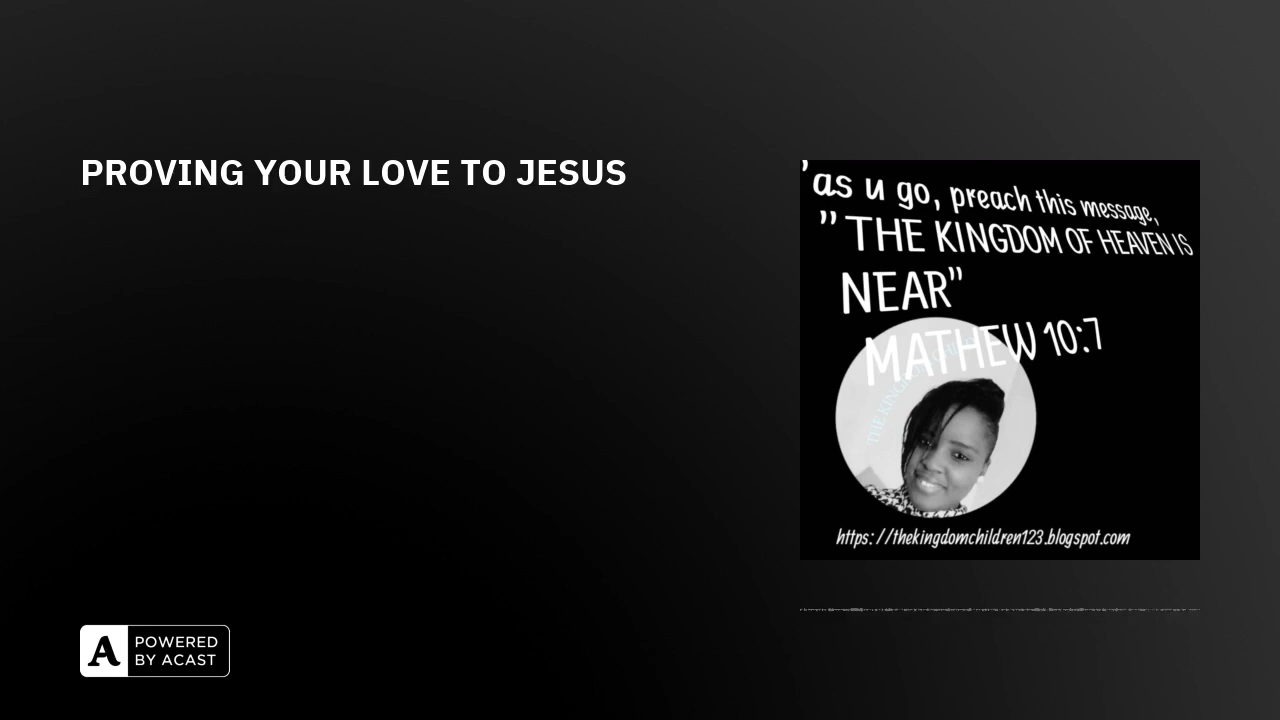 PROVING YOUR LOVE TO JESUS
’as u go, preach this message,
” THE KINGDOM OF HEAVEN IS
NEAR”
MATHEW 10:7
https: //thekingdomchildren123.blogspot.com
A POWERED
BY ACAST